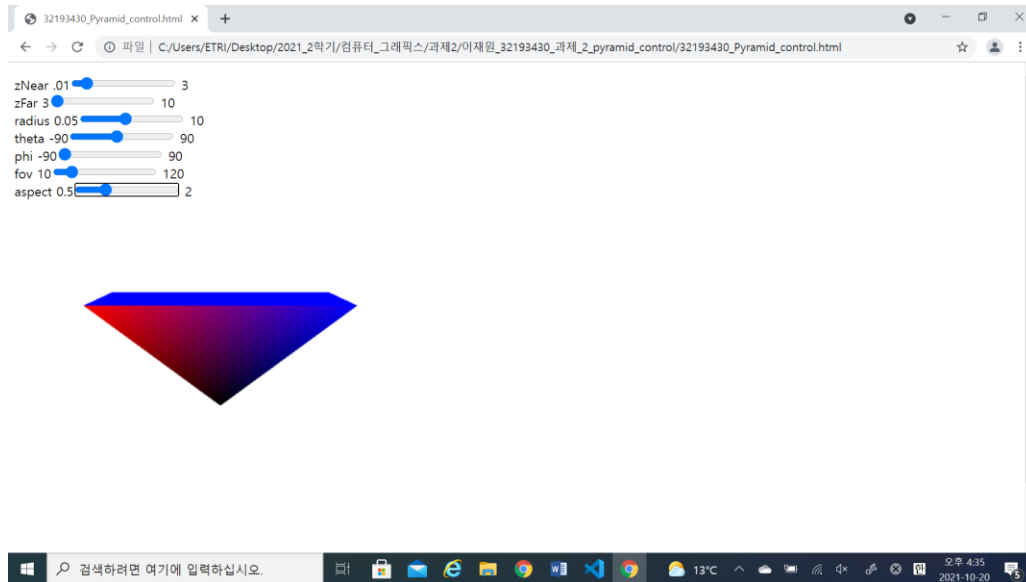 32193430_Pyramid_control.html
파일 | C:/Users/ETRI/Desktop/2021_2학기/컴퓨터_그래픽스/과제2/이재원_32193430_과제_2_pyramid_control/32193430_Pyramid_control.html
zNear .01 3
zFar 3 10
radius 0.05 10
theta -90 90
phi -90 90
fov 10 120
aspect 0.5 2
검색하려면 여기에 입력하십시오.
13°C
한
오후 4:35
2021-10-20
5